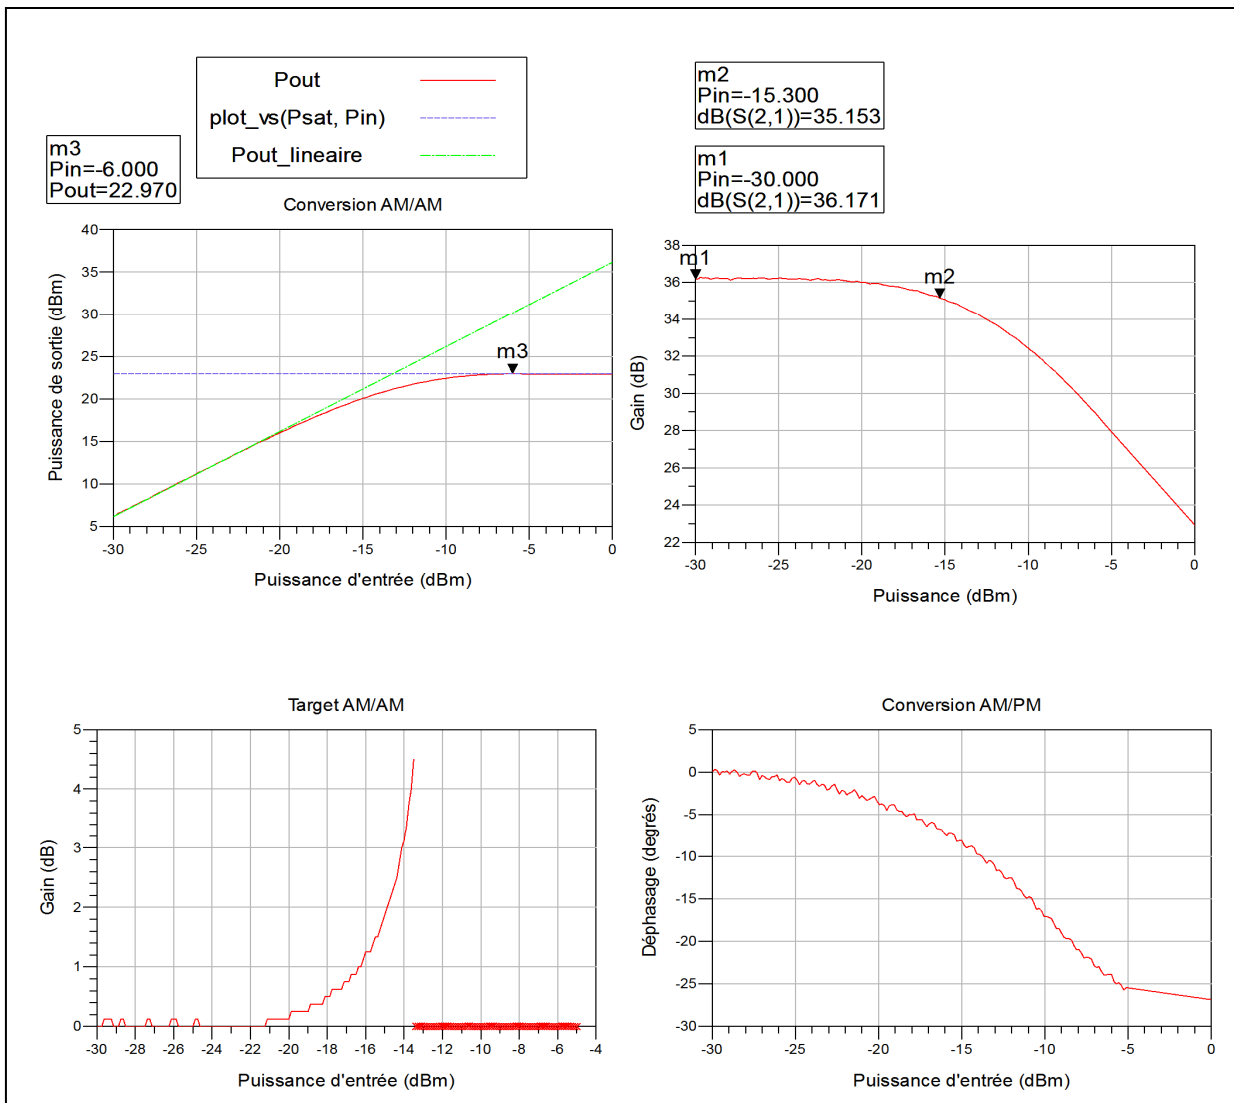 Pout
plot_vs(Psat, Pin)
Pout_lineaire
m3
Pin=-6.000
Pout=22.970
m2
Pin=-15.300
dB(S(2,1))=35.153
m1
Pin=-30.000
dB(S(2,1))=36.171
Conversion AM/AM
40
35
30
25
20
15
10
5
-30
-25
-20
-15
-10
-5
0
m3
Puissance de sortie (dBm)
Puissance d'entrée (dBm)
38
36
34
32
30
28
26
24
22
-30
-25
-20
-15
-10
-5
0
m1
m2
Gain (dB)
Puissance (dBm)
Target AM/AM
5
4
3
2
1
0
-30
-28
-26
-24
-22
-20
-18
-16
-14
-12
-10
-8
-6
-4
Gain (dB)
Puissance d'entrée (dBm)
Conversion AM/PM
5
0
-5
-10
-15
-20
-25
-30
-30
-25
-20
-15
-10
-5
0
Déphasage (degrés)
Puissance d'entrée (dBm)